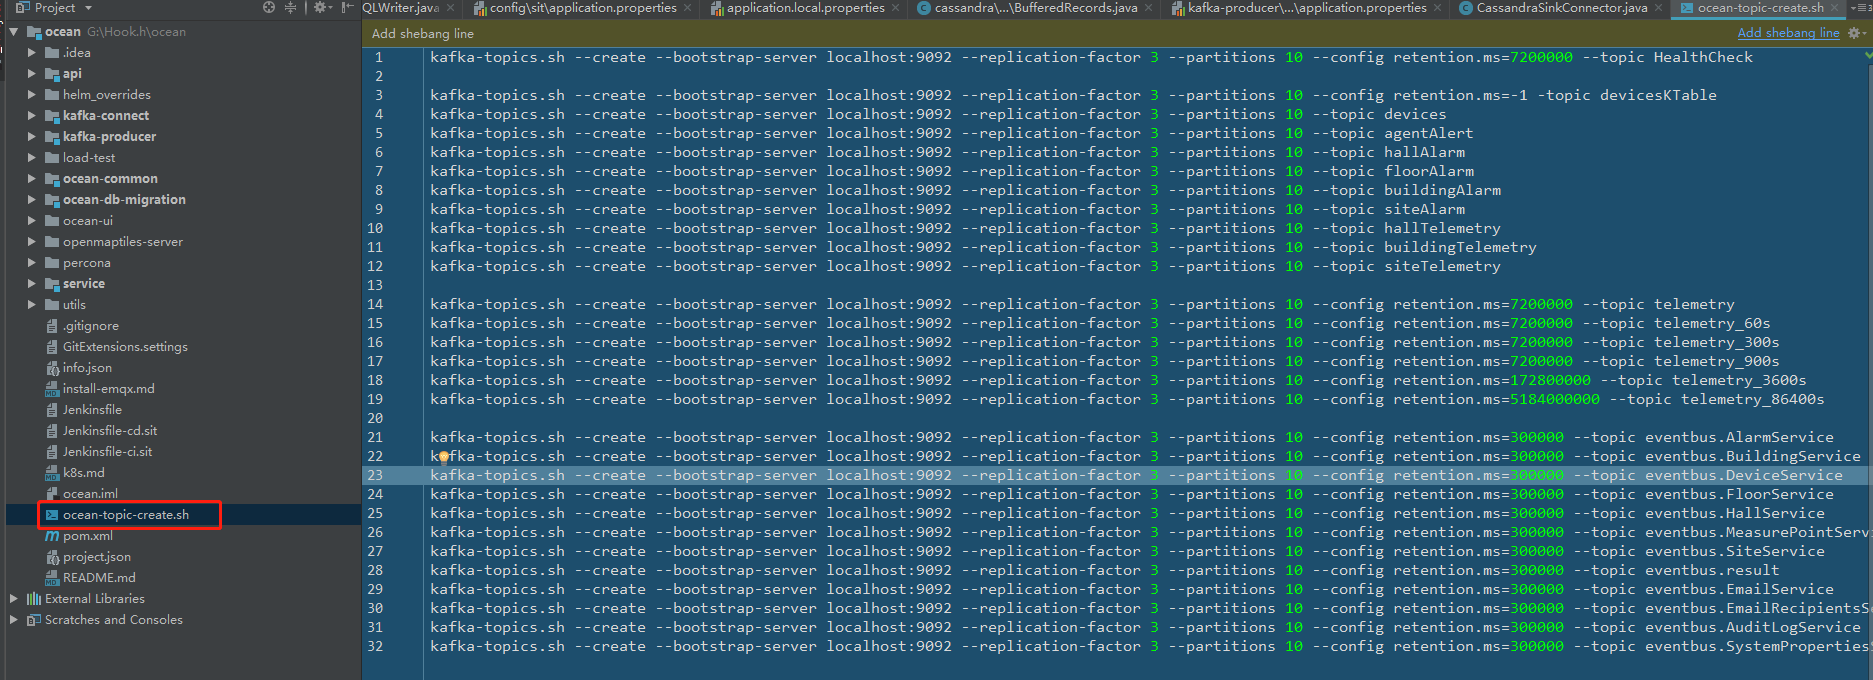 Project
QLWriter.java
config\sit\application.properties
application.local.properties
cassandra\...\BufferedRecords.java
kafka-producer\...\application.properties
CassandraSinkConnector.java
ocean-topic-create.sh
ocean G:\Hook.h\ocean
.idea
api
helm_overrides
kafka-connect
kafka-producer
load-test
ocean-common
ocean-db-migration
ocean-ui
openmaptiles-server
percona
service
utils
.gitignore
GitExtensions.settings
info.json
install-emqx.md
Jenkinsfile
Jenkinsfile-cd.sit
Jenkinsfile-ci.sit
k8s.md
ocean.iml
ocean-topic-create.sh
pom.xml
project.json
README.md
External Libraries
Scratches and Consoles
Add shebang line
Add shebang line
1 kafka-topics.sh --create --bootstrap-server localhost:9092 --replication-factor 3 --partitions 10 --config retention.ms=7200000 --topic HealthCheck
2
3 kafka-topics.sh --create --bootstrap-server localhost:9092 --replication-factor 3 --partitions 10 --config retention.ms=-1 -topic devicesKTable
4 kafka-topics.sh --create --bootstrap-server localhost:9092 --replication-factor 3 --partitions 10 --topic devices
5 kafka-topics.sh --create --bootstrap-server localhost:9092 --replication-factor 3 --partitions 10 --topic agentAlert
6 kafka-topics.sh --create --bootstrap-server localhost:9092 --replication-factor 3 --partitions 10 --topic hallAlarm
7 kafka-topics.sh --create --bootstrap-server localhost:9092 --replication-factor 3 --partitions 10 --topic floorAlarm
8 kafka-topics.sh --create --bootstrap-server localhost:9092 --replication-factor 3 --partitions 10 --topic buildingAlarm
9 kafka-topics.sh --create --bootstrap-server localhost:9092 --replication-factor 3 --partitions 10 --topic siteAlarm
10 kafka-topics.sh --create --bootstrap-server localhost:9092 --replication-factor 3 --partitions 10 --topic hallTelemetry
11 kafka-topics.sh --create --bootstrap-server localhost:9092 --replication-factor 3 --partitions 10 --topic buildingTelemetry
12 kafka-topics.sh --create --bootstrap-server localhost:9092 --replication-factor 3 --partitions 10 --topic siteTelemetry
13
14 kafka-topics.sh --create --bootstrap-server localhost:9092 --replication-factor 3 --partitions 10 --config retention.ms=7200000 --topic telemetry
15 kafka-topics.sh --create --bootstrap-server localhost:9092 --replication-factor 3 --partitions 10 --config retention.ms=7200000 --topic telemetry_60s
16 kafka-topics.sh --create --bootstrap-server localhost:9092 --replication-factor 3 --partitions 10 --config retention.ms=7200000 --topic telemetry_300s
17 kafka-topics.sh --create --bootstrap-server localhost:9092 --replication-factor 3 --partitions 10 --config retention.ms=7200000 --topic telemetry_900s
18 kafka-topics.sh --create --bootstrap-server localhost:9092 --replication-factor 3 --partitions 10 --config retention.ms=172800000 --topic telemetry_3600s
19 kafka-topics.sh --create --bootstrap-server localhost:9092 --replication-factor 3 --partitions 10 --config retention.ms=5184000000 --topic telemetry_86400s
20
21 kafka-topics.sh --create --bootstrap-server localhost:9092 --replication-factor 3 --partitions 10 --config retention.ms=300000 --topic eventbus.AlarmService
22 kafka-topics.sh --create --bootstrap-server localhost:9092 --replication-factor 3 --partitions 10 --config retention.ms=300000 --topic eventbus.BuildingService
23 kafka-topics.sh --create --bootstrap-server localhost:9092 --replication-factor 3 --partitions 10 --config retention.ms=300000 --topic eventbus.DeviceService
24 kafka-topics.sh --create --bootstrap-server localhost:9092 --replication-factor 3 --partitions 10 --config retention.ms=300000 --topic eventbus.FloorService
25 kafka-topics.sh --create --bootstrap-server localhost:9092 --replication-factor 3 --partitions 10 --config retention.ms=300000 --topic eventbus.HallService
26 kafka-topics.sh --create --bootstrap-server localhost:9092 --replication-factor 3 --partitions 10 --config retention.ms=300000 --topic eventbus.MeasurePointServ
27 kafka-topics.sh --create --bootstrap-server localhost:9092 --replication-factor 3 --partitions 10 --config retention.ms=300000 --topic eventbus.SiteService
28 kafka-topics.sh --create --bootstrap-server localhost:9092 --replication-factor 3 --partitions 10 --config retention.ms=300000 --topic eventbus.result
29 kafka-topics.sh --create --bootstrap-server localhost:9092 --replication-factor 3 --partitions 10 --config retention.ms=300000 --topic eventbus.EmailService
30 kafka-topics.sh --create --bootstrap-server localhost:9092 --replication-factor 3 --partitions 10 --config retention.ms=300000 --topic eventbus.EmailRecipientsS
31 kafka-topics.sh --create --bootstrap-server localhost:9092 --replication-factor 3 --partitions 10 --config retention.ms=300000 --topic eventbus.AuditLogService
32 kafka-topics.sh --create --bootstrap-server localhost:9092 --replication-factor 3 --partitions 10 --config retention.ms=300000 --topic eventbus.SystemPropertiesS